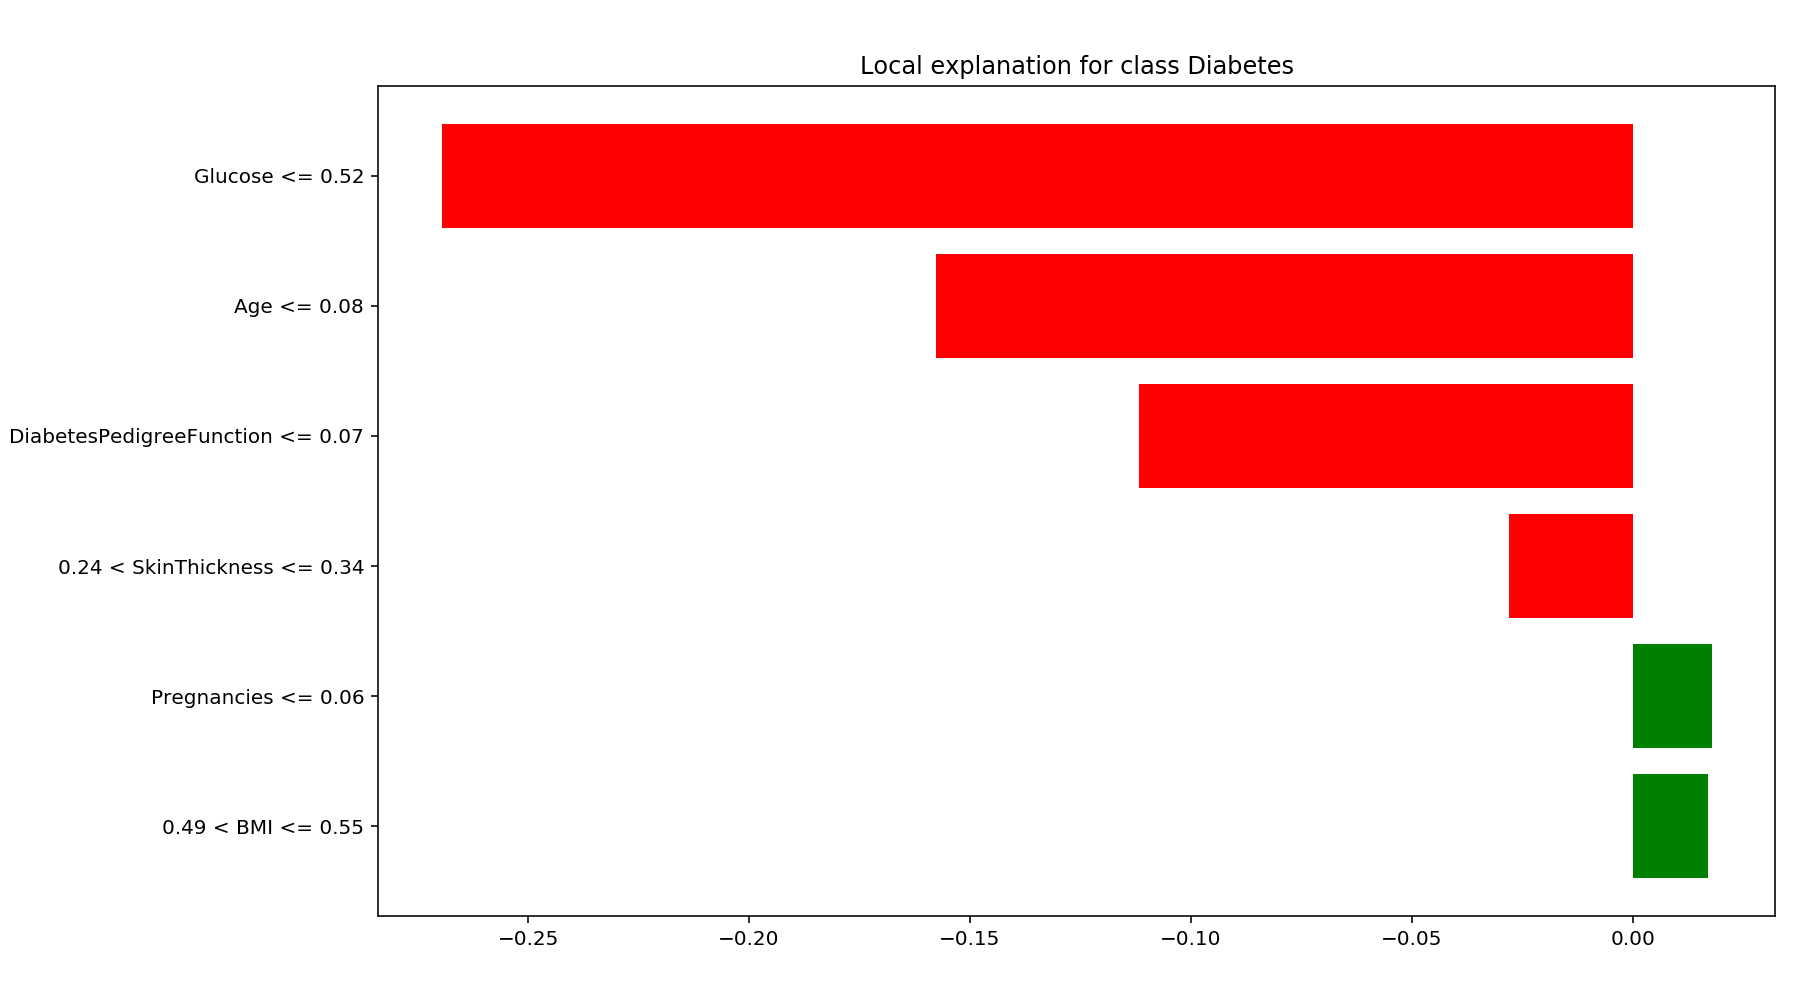 Local explanation for class Diabetes
Glucose <= 0.52
Age <= 0.08
DiabetesPedigreeFunction <= 0.07
0.24 < SkinThickness <= 0.34
Pregnancies <= 0.06
0.49 < BMI <= 0.55
−0.25 −0.20 −0.15 −0.10 −0.05 0.00